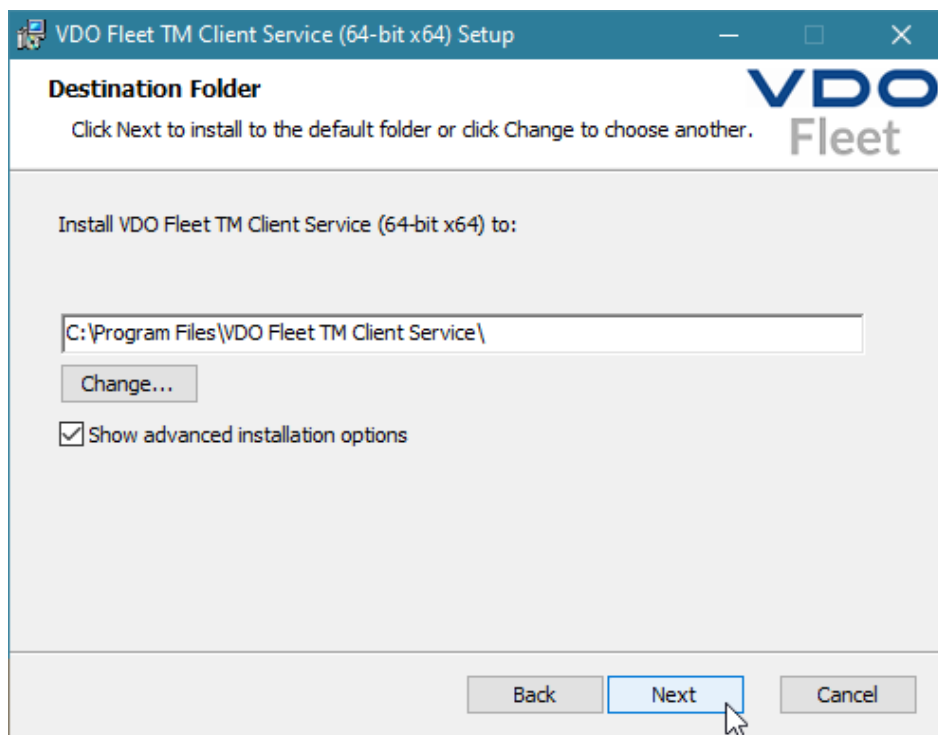 VDO Fleet TM Client Service (64-bit x64) Setup
Destination Folder
Click Next to install to the default folder or click Change to choose another.
VDO
Fleet
Install VDO Fleet TM Client Service (64-bit x64) to:
C:\Program Files\VDO Fleet TM Client Service\
Change...
Show advanced installation options
Back Next Cancel